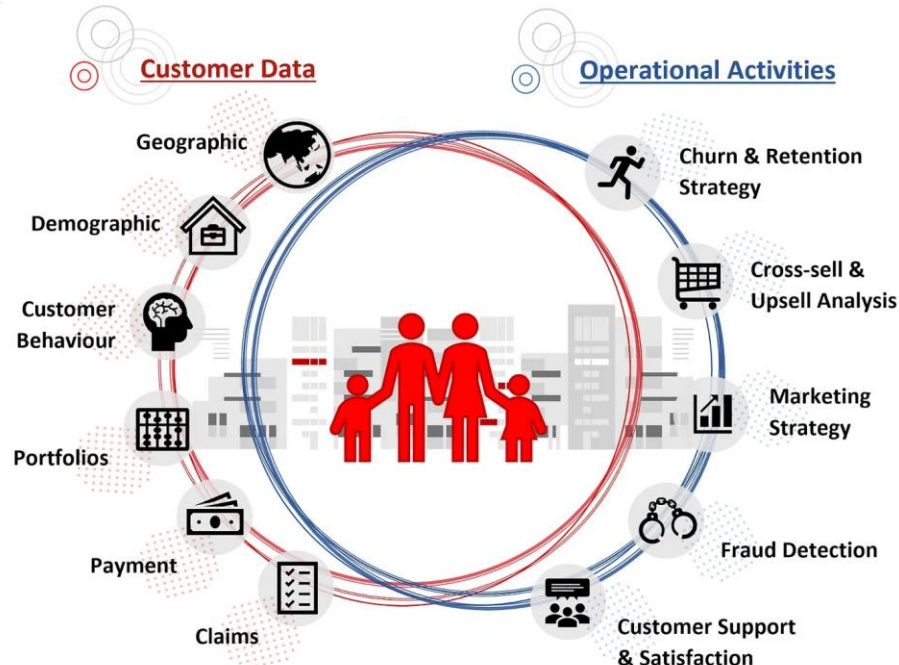 Customer Data
Geographic
Demographic
Customer
Behaviour
Portfolios
Payment
Claims
Operational Activities
Churn & Retention
Strategy
Cross-sell &
Upsell Analysis
Marketing
Strategy
Fraud Detection
Customer Support
& Satisfaction